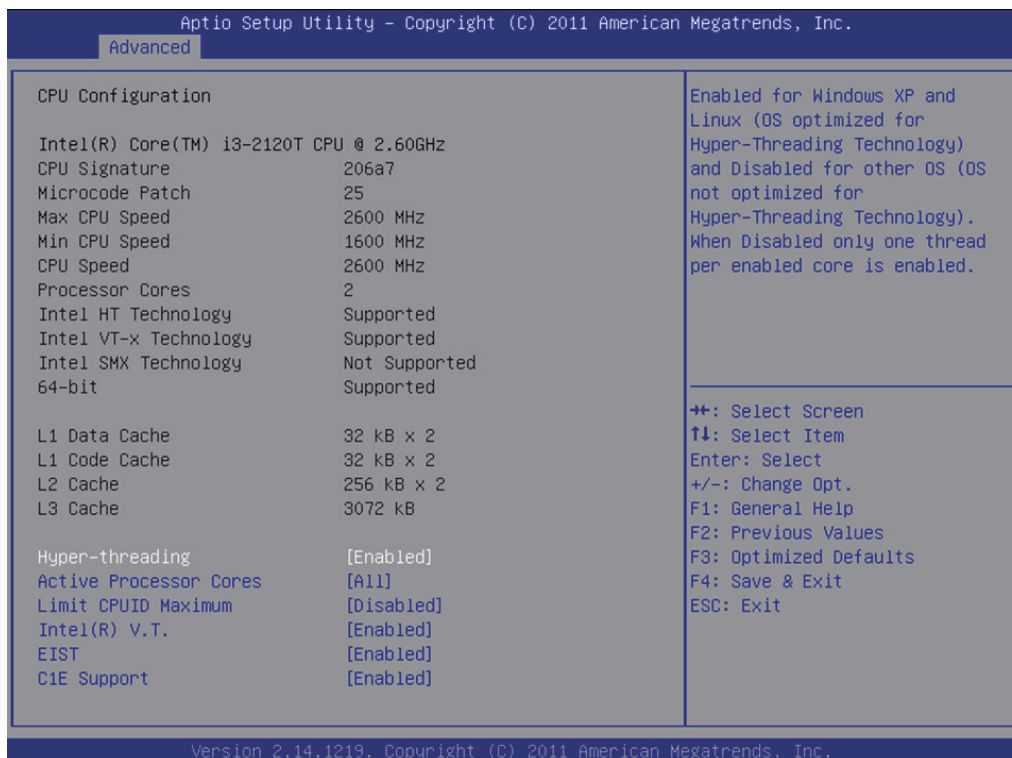 Aptio Setup Utility – Copyright (C) 2011 American Megatrends, Inc.
Advanced
CPU Configuration
Intel(R) Core(TM) i3-2120T CPU @ 2.60GHz
CPU Signature 206a7
Microcode Patch 25
Max CPU Speed 2600 MHz
Min CPU Speed 1600 MHz
CPU Speed 2600 MHz
Processor Cores 2
Intel HT Technology Supported
Intel VT-x Technology Supported
Intel SMX Technology Not Supported
64-bit Supported
L1 Data Cache 32 kB x 2
L1 Code Cache 32 kB x 2
L2 Cache 256 kB x 2
L3 Cache 3072 kB
Hyper-threading [Enabled]
Active Processor Cores [All]
Limit CPUID Maximum [Disabled]
Intel(R) V.T. [Enabled]
EIST [Enabled]
C1E Support [Enabled]
Enabled for Windows XP and
Linux (OS optimized for
Hyper-Threading Technology)
and Disabled for other OS (OS
not optimized for
Hyper-Threading Technology).
When Disabled only one thread
per enabled core is enabled.
→←: Select Screen
↑↓: Select Item
Enter: Select
+/-: Change Opt.
F1: General Help
F2: Previous Values
F3: Optimized Defaults
F4: Save & Exit
ESC: Exit
Version 2.14.1219. Copyright (C) 2011 American Megatrends, Inc.